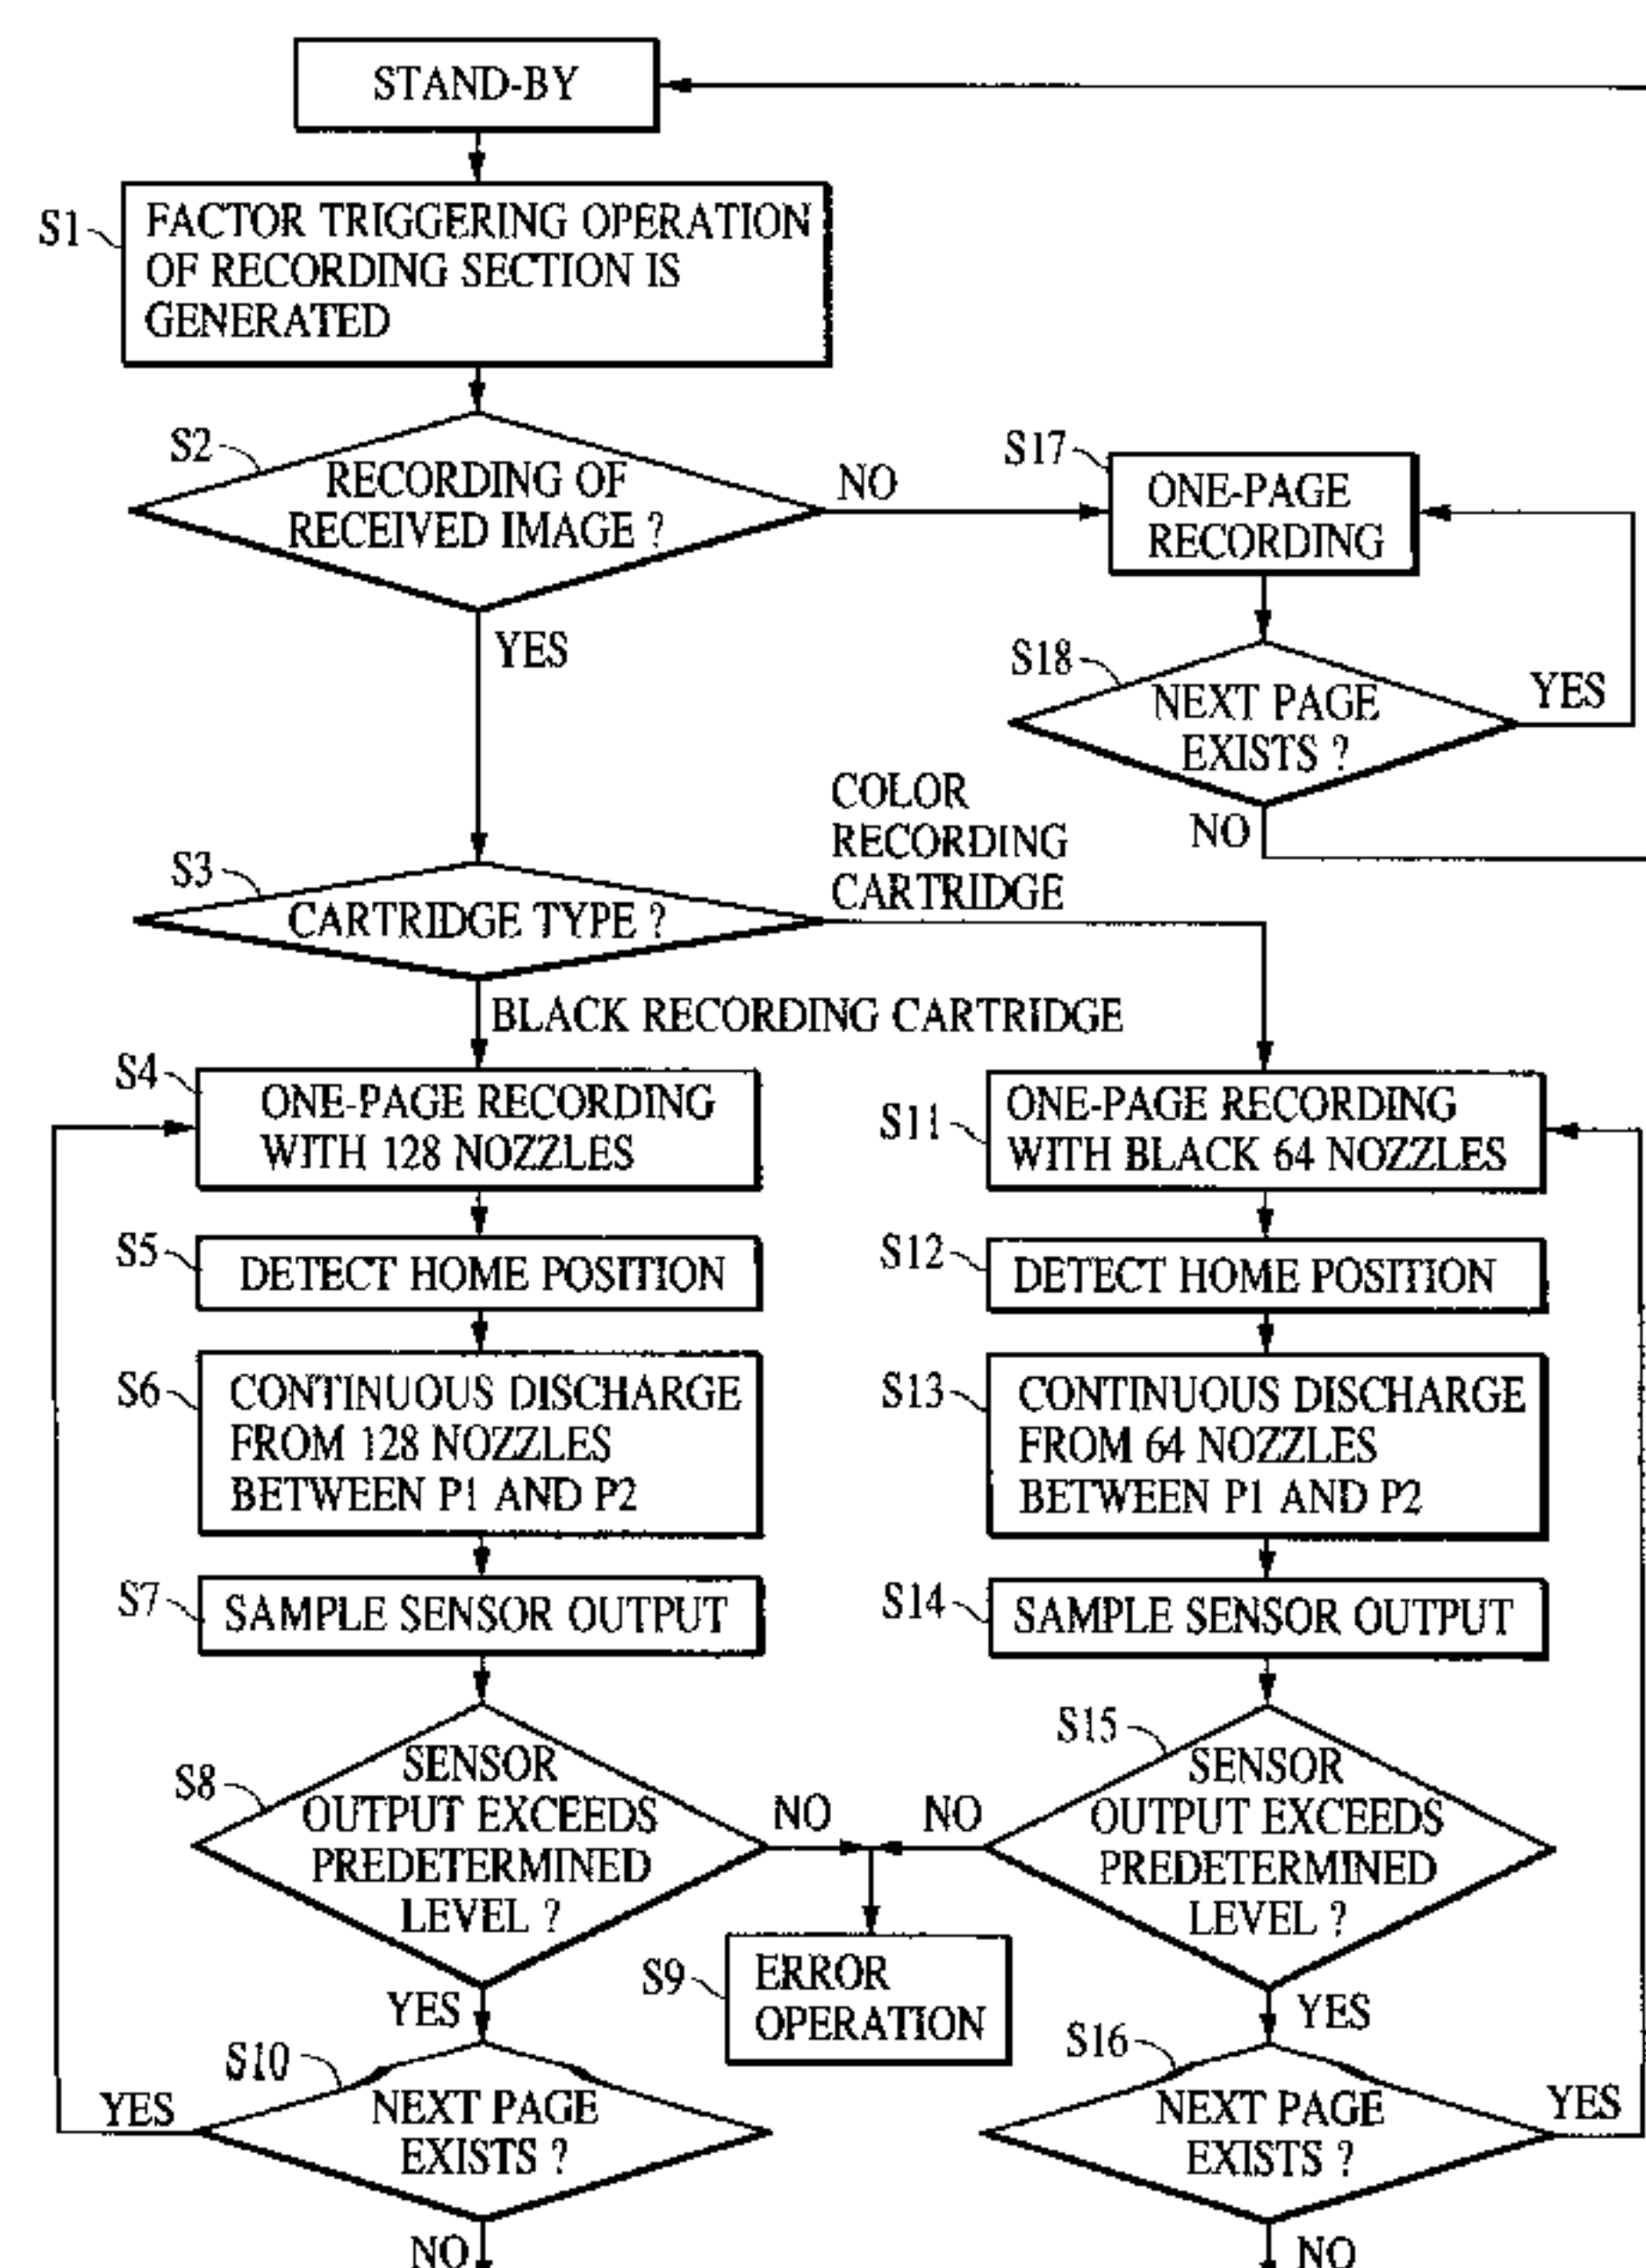 STAND-BY
S1
FACTOR TRIGGERING OPERATION
OF RECORDING SECTION IS
GENERATED
S2
RECORDING OF
RECEIVED IMAGE ?
NO
YES
S17
ONE-PAGE
RECORDING
S18
NEXT PAGE
EXISTS ?
YES
NO
S3
CARTRIDGE TYPE ?
COLOR
RECORDING
CARTRIDGE
BLACK RECORDING CARTRIDGE
S4
ONE-PAGE RECORDING
WITH 128 NOZZLES
S5
DETECT HOME POSITION
S6
CONTINUOUS DISCHARGE
FROM 128 NOZZLES
BETWEEN P1 AND P2
S7
SAMPLE SENSOR OUTPUT
S8
SENSOR
OUTPUT EXCEEDS
PREDETERMINED
LEVEL ?
NO
YES
S9
ERROR
OPERATION
S10
NEXT PAGE
EXISTS ?
YES
NO
S11
ONE-PAGE RECORDING
WITH BLACK 64 NOZZLES
S12
DETECT HOME POSITION
S13
CONTINUOUS DISCHARGE
FROM 64 NOZZLES
BETWEEN P1 AND P2
S14
SAMPLE SENSOR OUTPUT
S15
SENSOR
OUTPUT EXCEEDS
PREDETERMINED
LEVEL ?
NO
YES
S16
NEXT PAGE
EXISTS ?
YES
NO